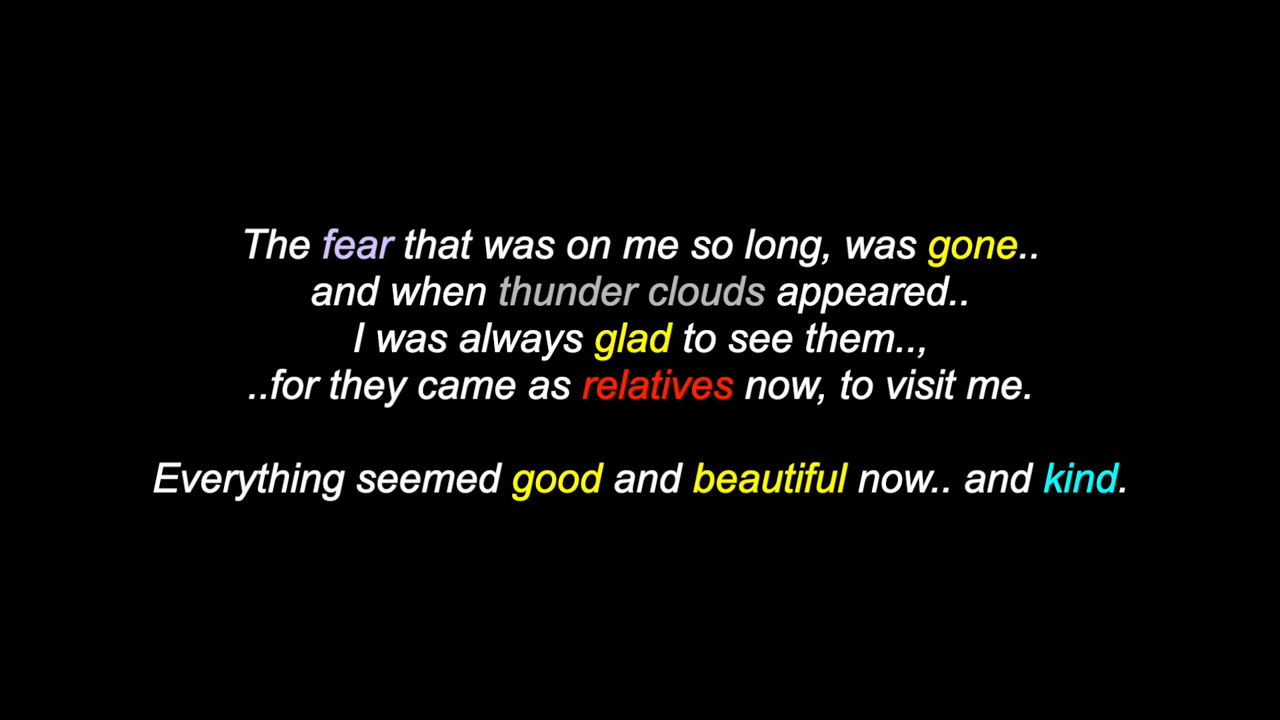 The fear that was on me so long, was gone..
and when thunder clouds appeared..
I was always glad to see them..,
..for they came as relatives now, to visit me.
Everything seemed good and beautiful now.. and kind.